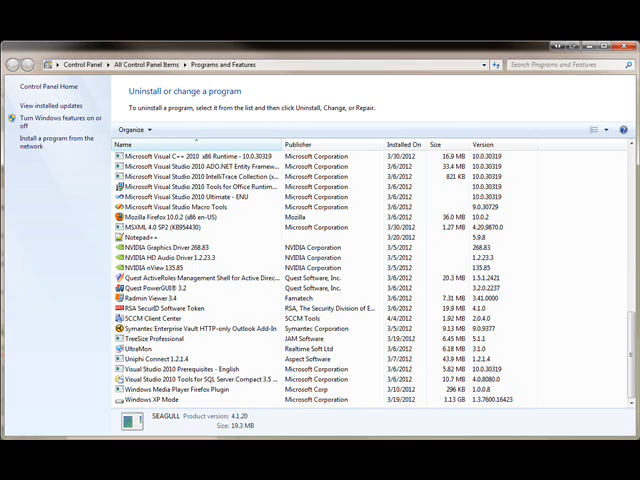 Control Panel ▸ All Control Panel Items ▸ Programs and Features
Search Programs and Features
Control Panel Home
View installed updates
Turn Windows features on or off
Install a program from the network
Uninstall or change a program
To uninstall a program, select it from the list and then click Uninstall, Change, or Repair.
Organize
Name Publisher Installed On Size Version
Microsoft Visual C++ 2010 x86 Runtime - 10.0.30319 Microsoft Corporation 3/30/2012 16.9 MB 10.0.30319
Microsoft Visual Studio 2010 ADO.NET Entity Framew... Microsoft Corporation 3/6/2012 33.4 MB 10.0.30319
Microsoft Visual Studio 2010 IntelliTrace Collection (x... Microsoft Corporation 3/6/2012 821 KB 10.0.30319
Microsoft Visual Studio 2010 Tools for Office Runtim... Microsoft Corporation 3/6/2012 10.0.30319
Microsoft Visual Studio 2010 Ultimate - ENU Microsoft Corporation 3/6/2012 10.0.30319
Microsoft Visual Studio Macro Tools Microsoft Corporation 3/6/2012 9.0.30729
Mozilla Firefox 10.0.2 (x86 en-US) Mozilla 3/6/2012 36.0 MB 10.0.2
MSXML 4.0 SP2 (KB954430) Microsoft Corporation 3/30/2012 1.27 MB 4.20.9870.0
Notepad++ 3/20/2012 5.9.8
NVIDIA Graphics Driver 268.83 NVIDIA Corporation 3/5/2012 268.83
NVIDIA HD Audio Driver 1.2.23.3 NVIDIA Corporation 3/5/2012 1.2.23.3
NVIDIA nView 135.85 NVIDIA Corporation 3/5/2012 135.85
Quest ActiveRoles Management Shell for Active Direc... Quest Software, Inc. 3/6/2012 20.3 MB 1.5.1.2421
Quest PowerGUI® 3.2 Quest Software, Inc. 3/6/2012 3.2.0.2237
Radmin Viewer 3.4 Famatech 3/6/2012 7.31 MB 3.41.0000
RSA SecurID Software Token RSA, The Security Division of E... 3/6/2012 19.9 MB 4.1.0
SCCM Client Center SCCM Tools 4/4/2012 1.92 MB 2.0.4.0
Symantec Enterprise Vault HTTP-only Outlook Add-In Symantec Corporation 3/5/2012 9.13 MB 9.0.9377
TreeSize Professional JAM Software 3/19/2012 6.45 MB 5.1.1
UltraMon Realtime Soft Ltd 3/6/2012 6.18 MB 3.1.0
Uniphi Connect 1.2.1.4 Aspect Software 3/7/2012 43.9 MB 1.2.1.4
Visual Studio 2010 Prerequisites - English Microsoft Corporation 3/6/2012 5.82 MB 10.0.30319
Visual Studio 2010 Tools for SQL Server Compact 3.5 ... Microsoft Corporation 3/6/2012 10.7 MB 4.0.8080.0
Windows Media Player Firefox Plugin Microsoft Corp 3/10/2012 296 KB 1.0.0.8
Windows XP Mode Microsoft Corporation 3/19/2012 1.13 GB 1.3.7600.16423
SEAGULL Product version: 4.1.20
Size: 19.3 MB